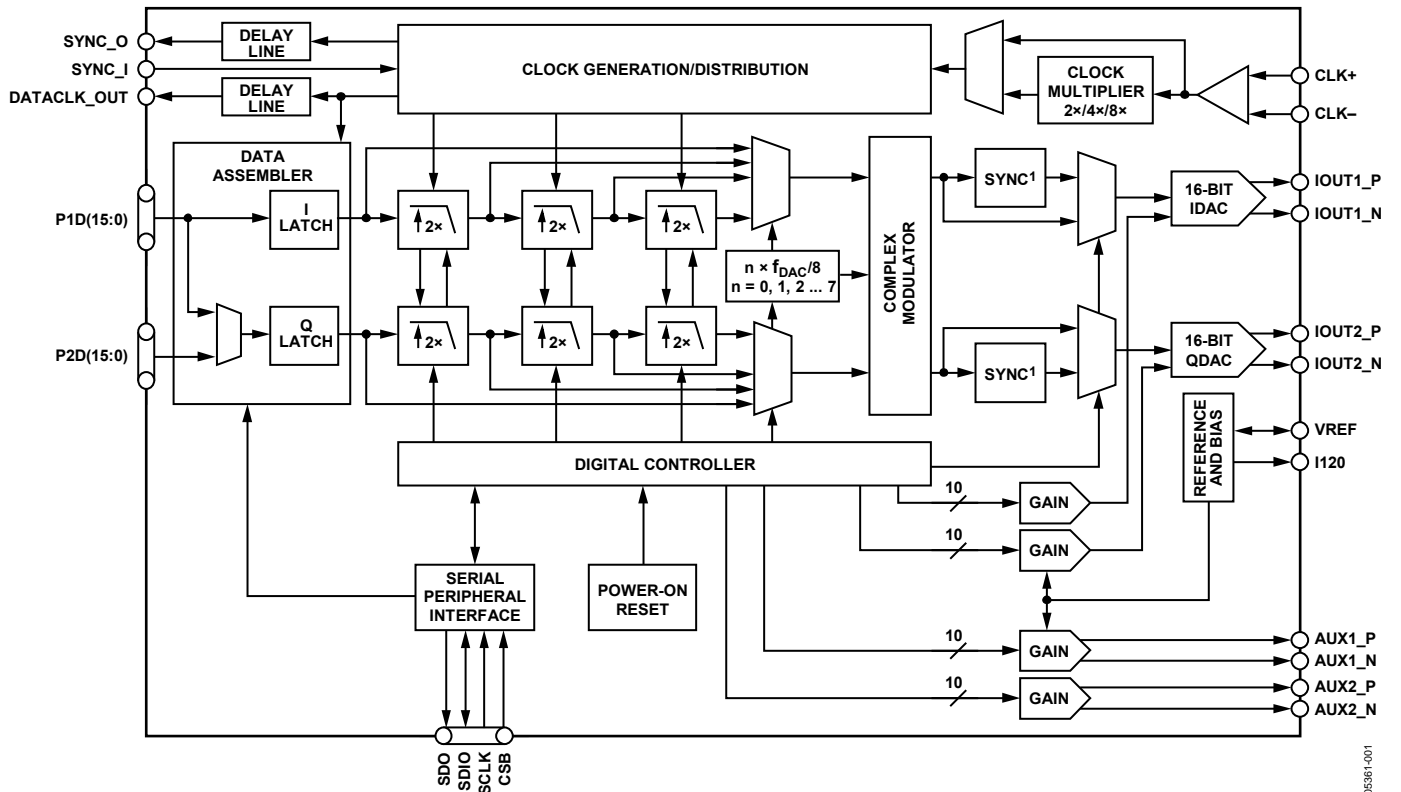 SYNC_O
DELAY
LINE
SYNC_I
CLOCK GENERATION/DISTRIBUTION
DATACLK_OUT
DELAY
LINE
CLOCK
MULTIPLIER
2×/4×/8×
CLK+
CLK–
DATA
ASSEMBLER
P1D(15:0)
I
LATCH
2×
2×
2×
n × fDAC/8
n = 0, 1, 2 ... 7
COMPLEX
MODULATOR
SYNC1
16-BIT
IDAC
IOUT1_P
IOUT1_N
P2D(15:0)
Q
LATCH
2×
2×
2×
SYNC1
16-BIT
QDAC
IOUT2_P
IOUT2_N
REFERENCE
AND BIAS
VREF
I120
DIGITAL CONTROLLER
10
GAIN
10
GAIN
SERIAL
PERIPHERAL
INTERFACE
POWER-ON
RESET
10
GAIN
AUX1_P
AUX1_N
10
GAIN
AUX2_P
AUX2_N
SDO
SDIO
SCLK
CSB
05361-001